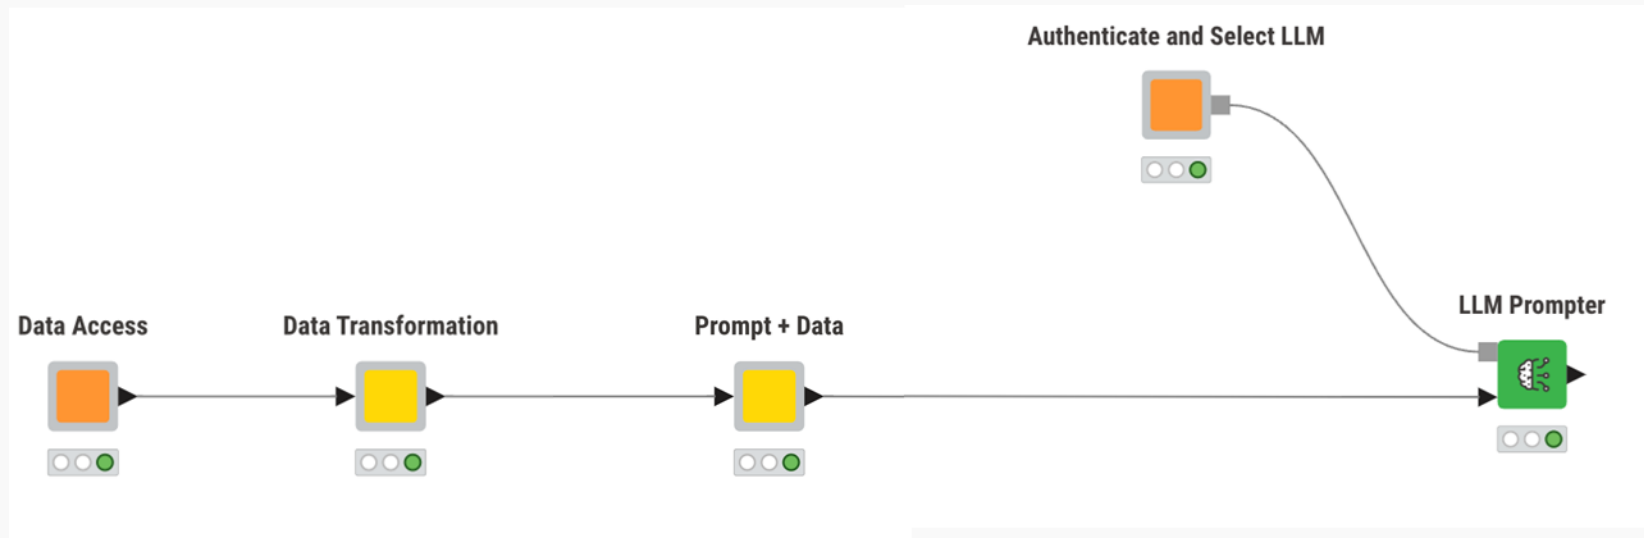 Authenticate and Select LLM
LLM Prompter
Data Access
Data Transformation
Prompt + Data